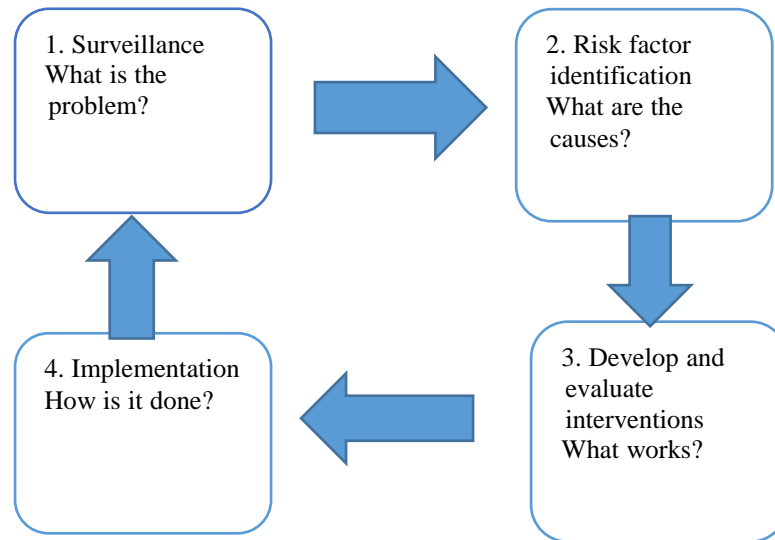 1. Surveillance
What is the
problem?
2. Risk factor
identification
What are the
causes?
3. Develop and
evaluate
interventions
What works?
4. Implementation
How is it done?